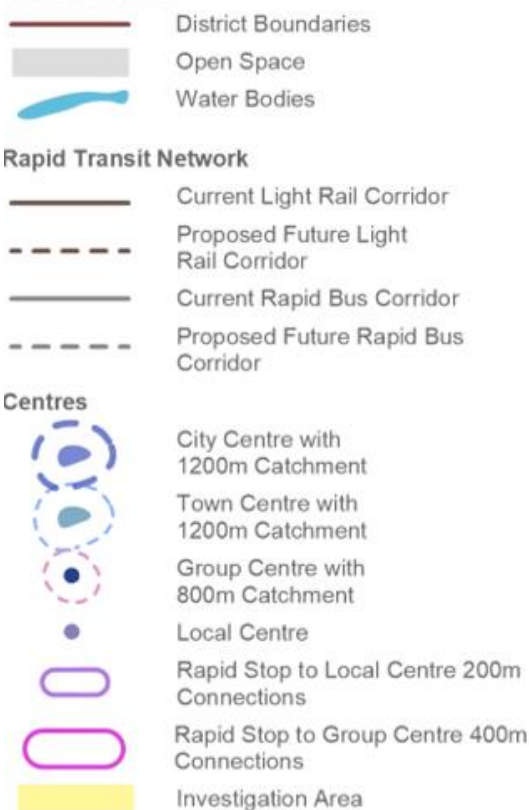 District Boundaries
Open Space
Water Bodies
Rapid Transit Network
Current Light Rail Corridor
Proposed Future Light
Rail Corridor
Current Rapid Bus Corridor
Proposed Future Rapid Bus
Corridor
Centres
City Centre with
1200m Catchment
Town Centre with
1200m Catchment
Group Centre with
800m Catchment
Local Centre
Rapid Stop to Local Centre 200m
Connections
Rapid Stop to Group Centre 400m
Connections
Investigation Area